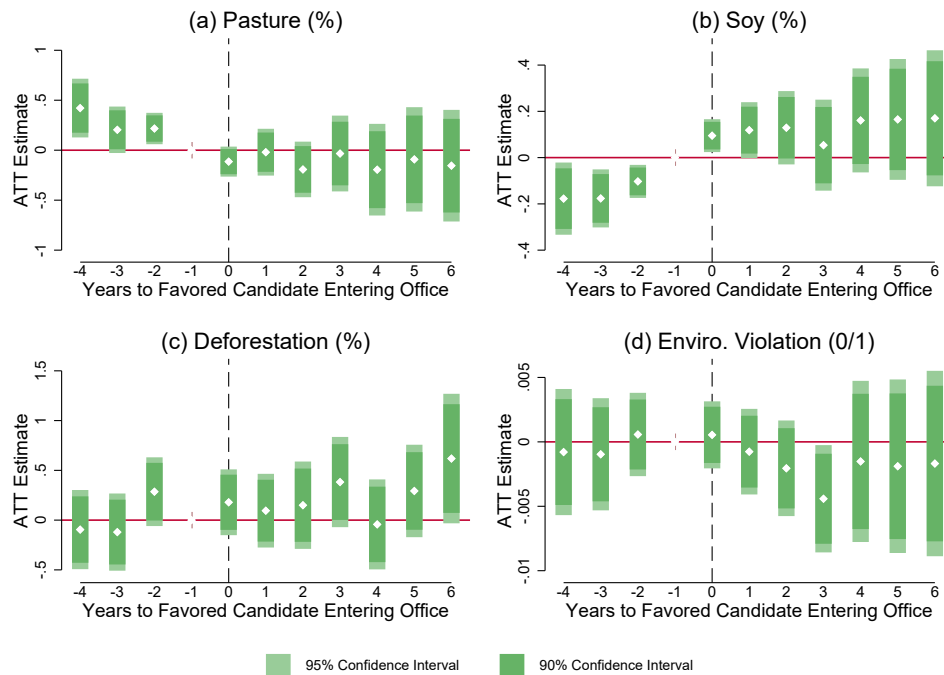 (a) Pasture (%)
ATT Estimate
1
.5
0
-.5
-1
-4 -3 -2 -1 0 1 2 3 4 5 6
Years to Favored Candidate Entering Office
(b) Soy (%)
ATT Estimate
.4
.2
0
-.2
-.4
-4 -3 -2 -1 0 1 2 3 4 5 6
Years to Favored Candidate Entering Office
(c) Deforestation (%)
ATT Estimate
1.5
1
.5
0
-.5
-4 -3 -2 -1 0 1 2 3 4 5 6
Years to Favored Candidate Entering Office
(d) Enviro. Violation (0/1)
ATT Estimate
.005
0
-.005
-.01
-4 -3 -2 -1 0 1 2 3 4 5 6
Years to Favored Candidate Entering Office
95% Confidence Interval
90% Confidence Interval